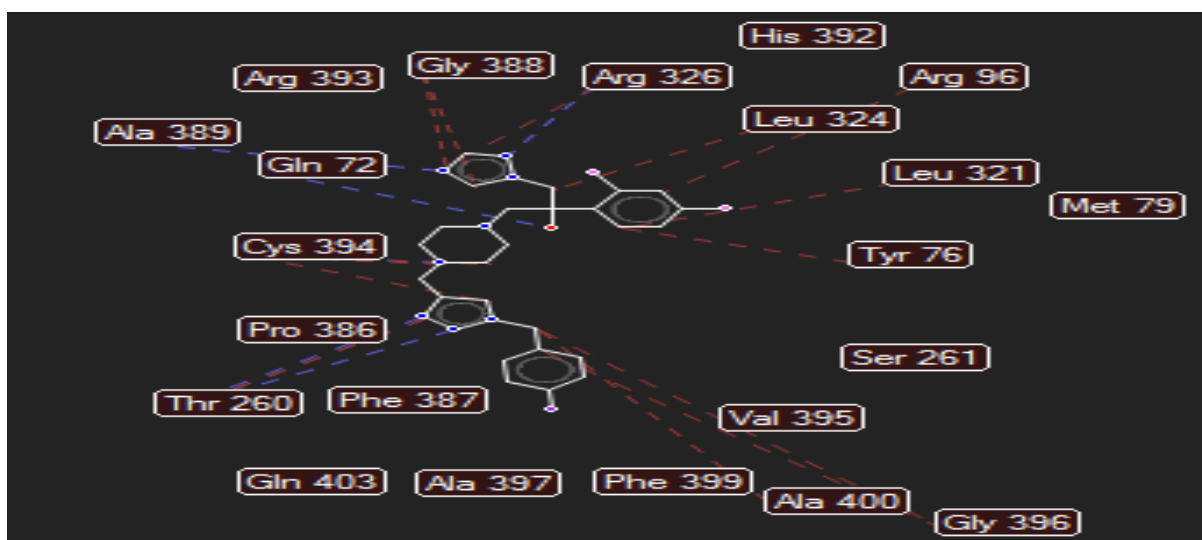 His 392
Arg 393
Gly 388
Arg 326
Arg 96
Ala 389
Leu 324
Gln 72
Leu 321
Met 79
Cys 394
Tyr 76
Pro 386
Ser 261
Thr 260
Phe 387
Val 395
Gln 403
Ala 397
Phe 399
Ala 400
Gly 396